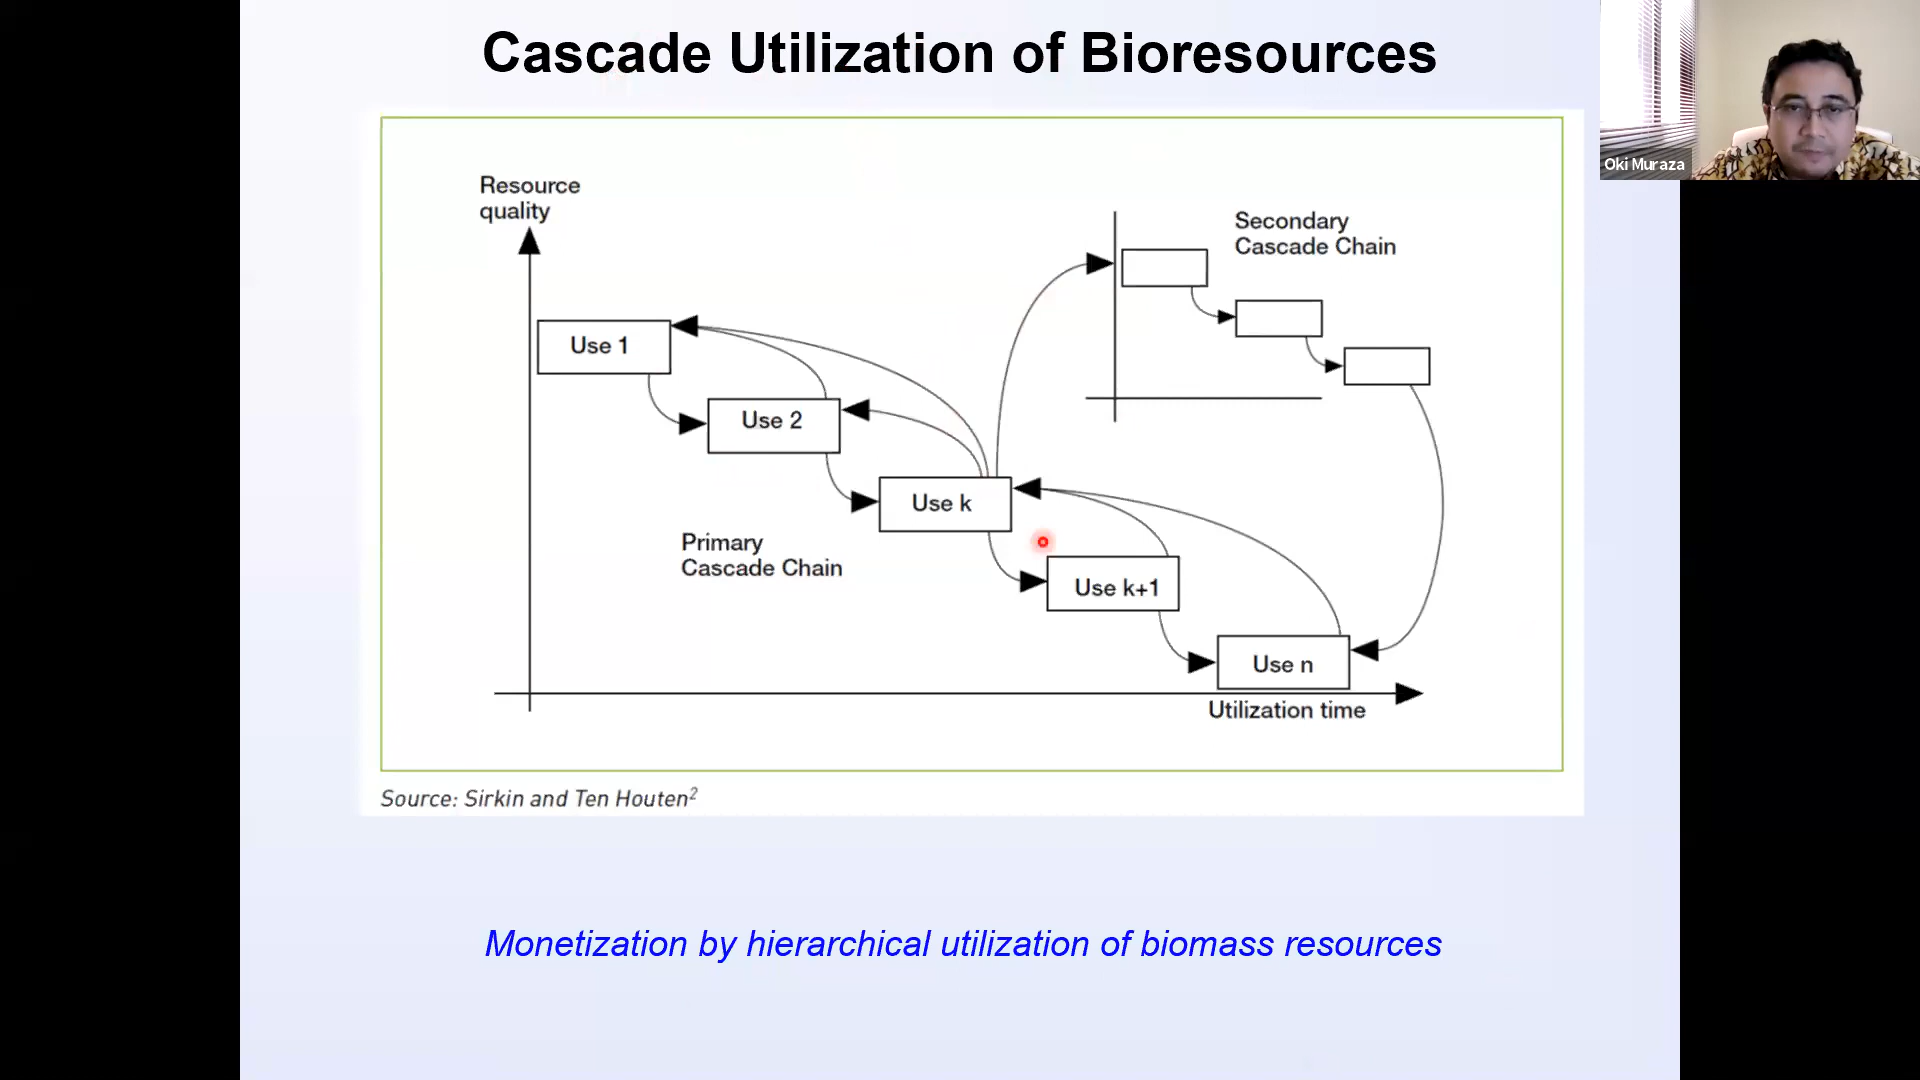 Cascade Utilization of Bioresources
Oki Muraza
Resource
quality
Secondary
Cascade Chain
Use 1
Use 2
Use k
Primary
Cascade Chain
Use k+1
Use n
Utilization time
Source: Sirkin and Ten Houten²
Monetization by hierarchical utilization of biomass resources